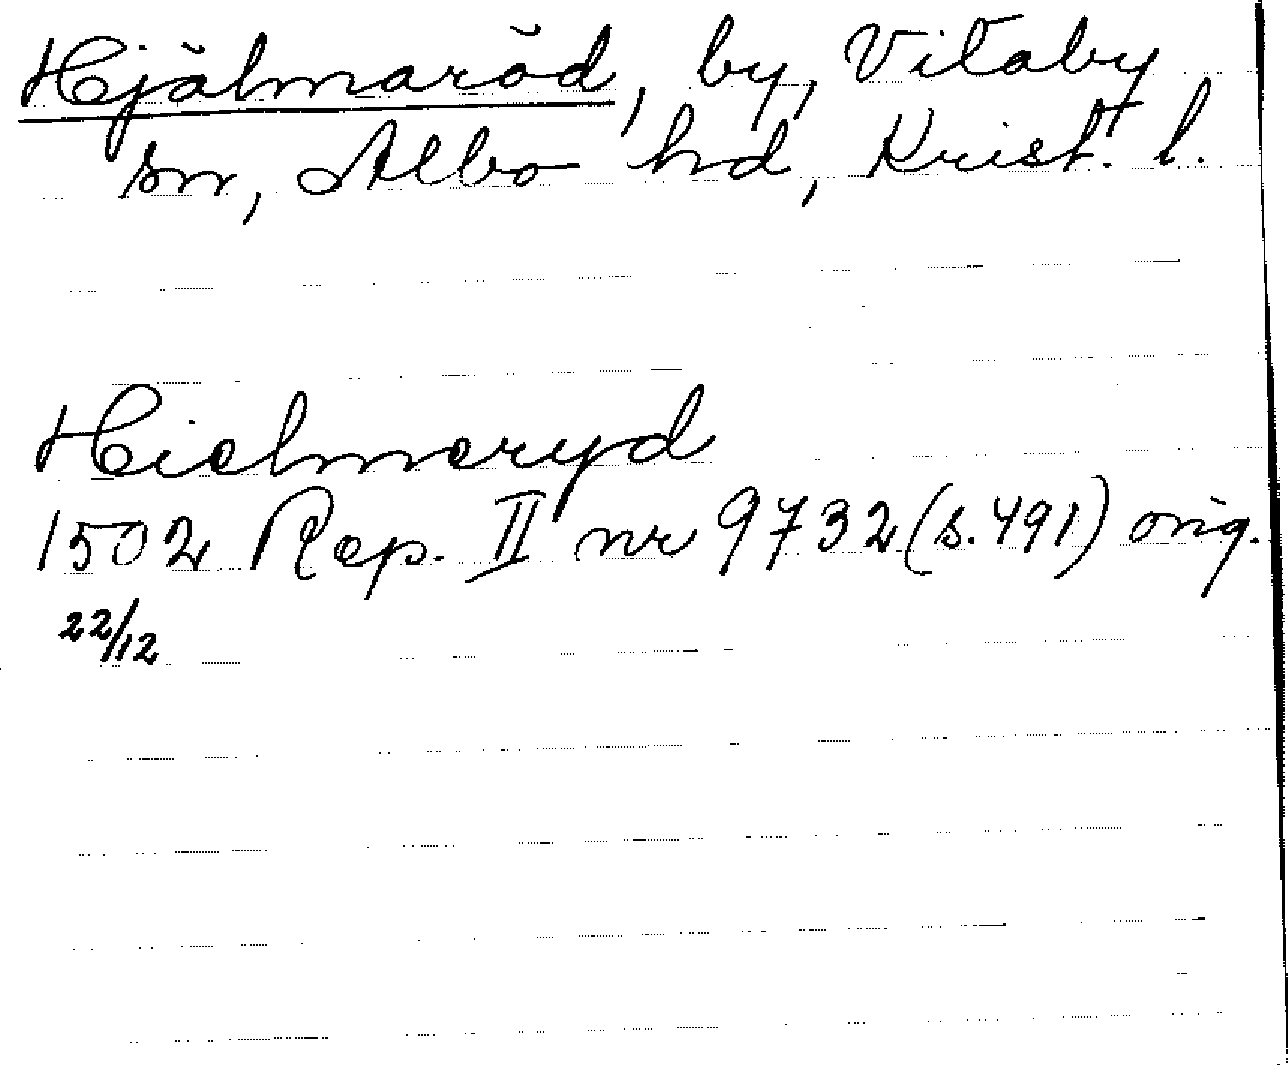 Hjälmaröd, by, Vitaby
sn, Albo hd, Krist. l.
Hielmeryd
1502 Rep. II nr 9732 (s. 491) orig.
22/12